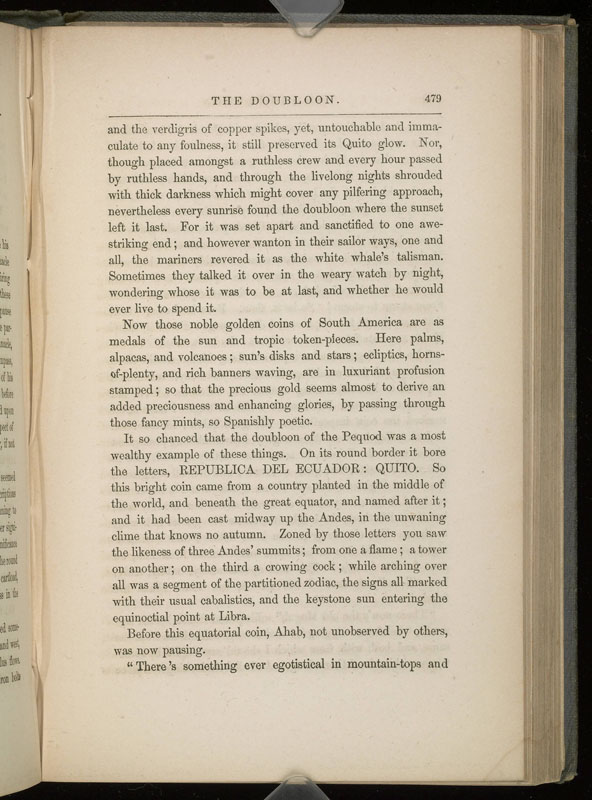 THE DOUBLOON. 479
and the verdigris of copper spikes, yet, untouchable and imma-
culate to any foulness, it still preserved its Quito glow. Nor,
though placed amongst a ruthless crew and every hour passed
by ruthless hands, and through the livelong nights shrouded
with thick darkness which might cover any pilfering approach,
nevertheless every sunrise found the doubloon where the sunset
left it last. For it was set apart and sanctified to one awe-
striking end; and however wanton in their sailor ways, one and
all, the mariners revered it as the white whale's talisman.
Sometimes they talked it over in the weary watch by night,
wondering whose it was to be at last, and whether he would
ever live to spend it.
Now those noble golden coins of South America are as
medals of the sun and tropic token-pieces. Here palms,
alpacas, and volcanoes; sun's disks and stars; ecliptics, horns-
of-plenty, and rich banners waving, are in luxuriant profusion
stamped; so that the precious gold seems almost to derive an
added preciousness and enhancing glories, by passing through
those fancy mints, so Spanishly poetic.
It so chanced that the doubloon of the Pequod was a most
wealthy example of these things. On its round border it bore
the letters, REPUBLICA DEL ECUADOR: QUITO. So
this bright coin came from a country planted in the middle of
the world, and beneath the great equator, and named after it;
and it had been cast midway up the Andes, in the unwaning
clime that knows no autumn. Zoned by those letters you saw
the likeness of three Andes' summits; from one a flame; a tower
on another; on the third a crowing cock; while arching over
all was a segment of the partitioned zodiac, the signs all marked
with their usual cabalistics, and the keystone sun entering the
equinoctial point at Libra.
Before this equatorial coin, Ahab, not unobserved by others,
was now pausing.
"There's something ever egotistical in mountain-tops and